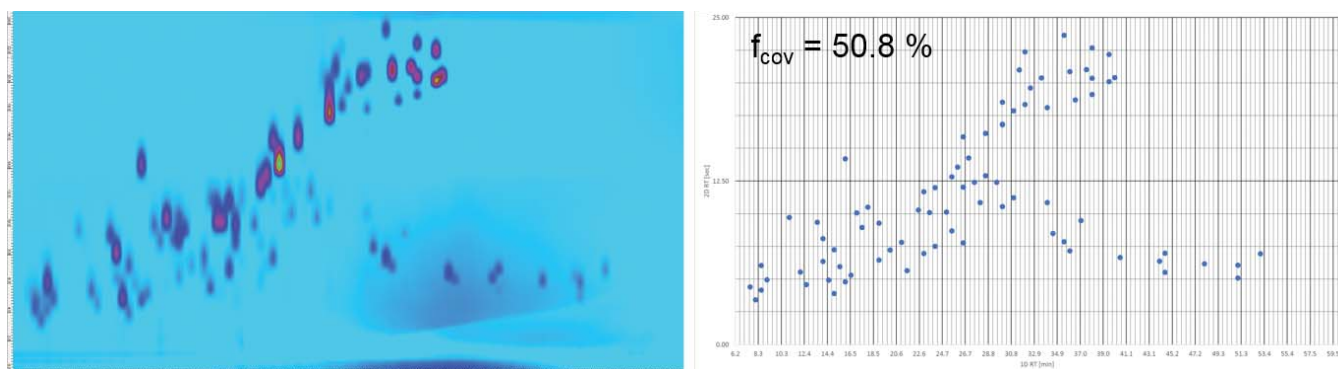 f_cov = 50.8 %
25.00
12.50
0.00
2D RT [sec]
6.2 8.3 10.3 12.4 14.4 16.5 18.5 20.6 22.6 24.7 26.7 28.8 30.8 32.9 34.9 37.0 39.0 41.1 43.1 45.2 47.2 49.3 51.3 53.4 55.4 57.5 59.5
1D RT [min]